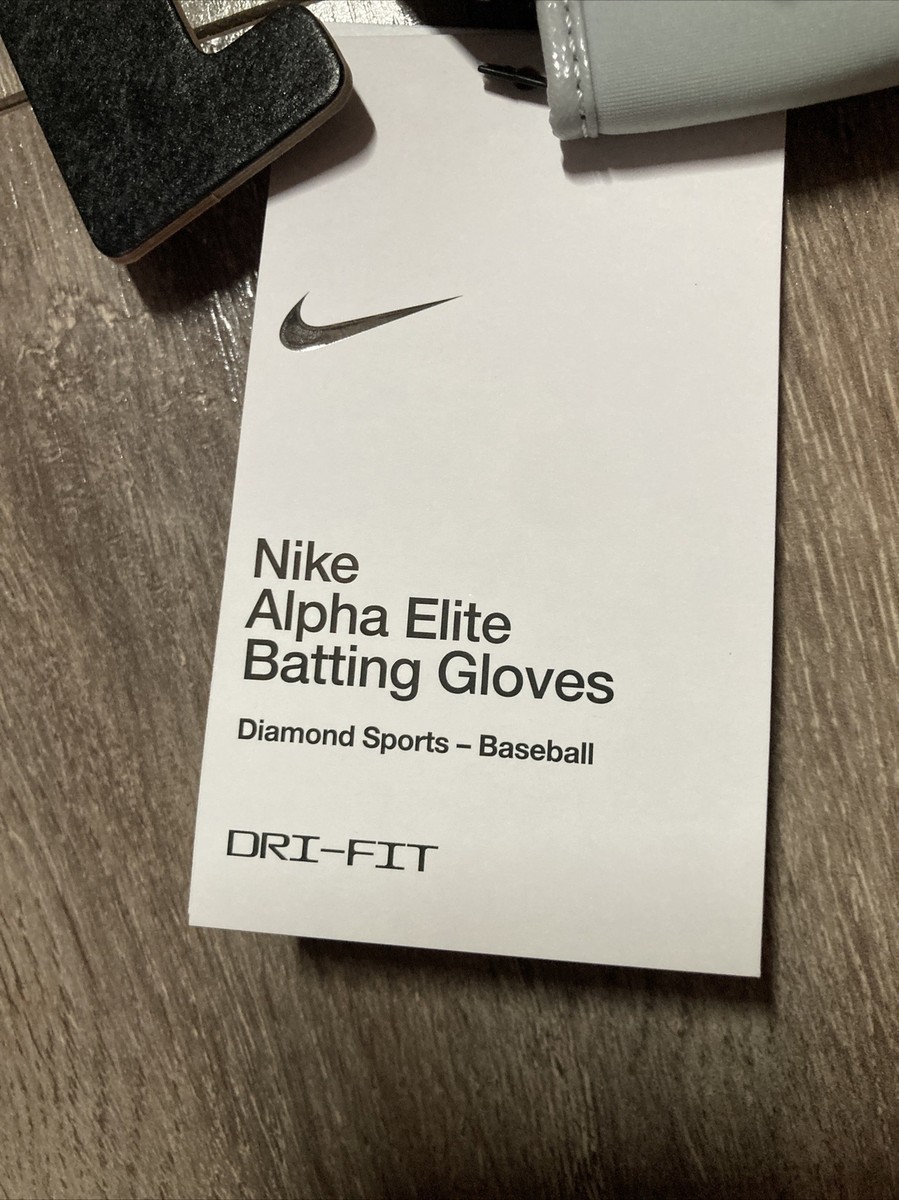 Nike
Alpha Elite
Batting Gloves
Diamond Sports – Baseball
DRI-FIT